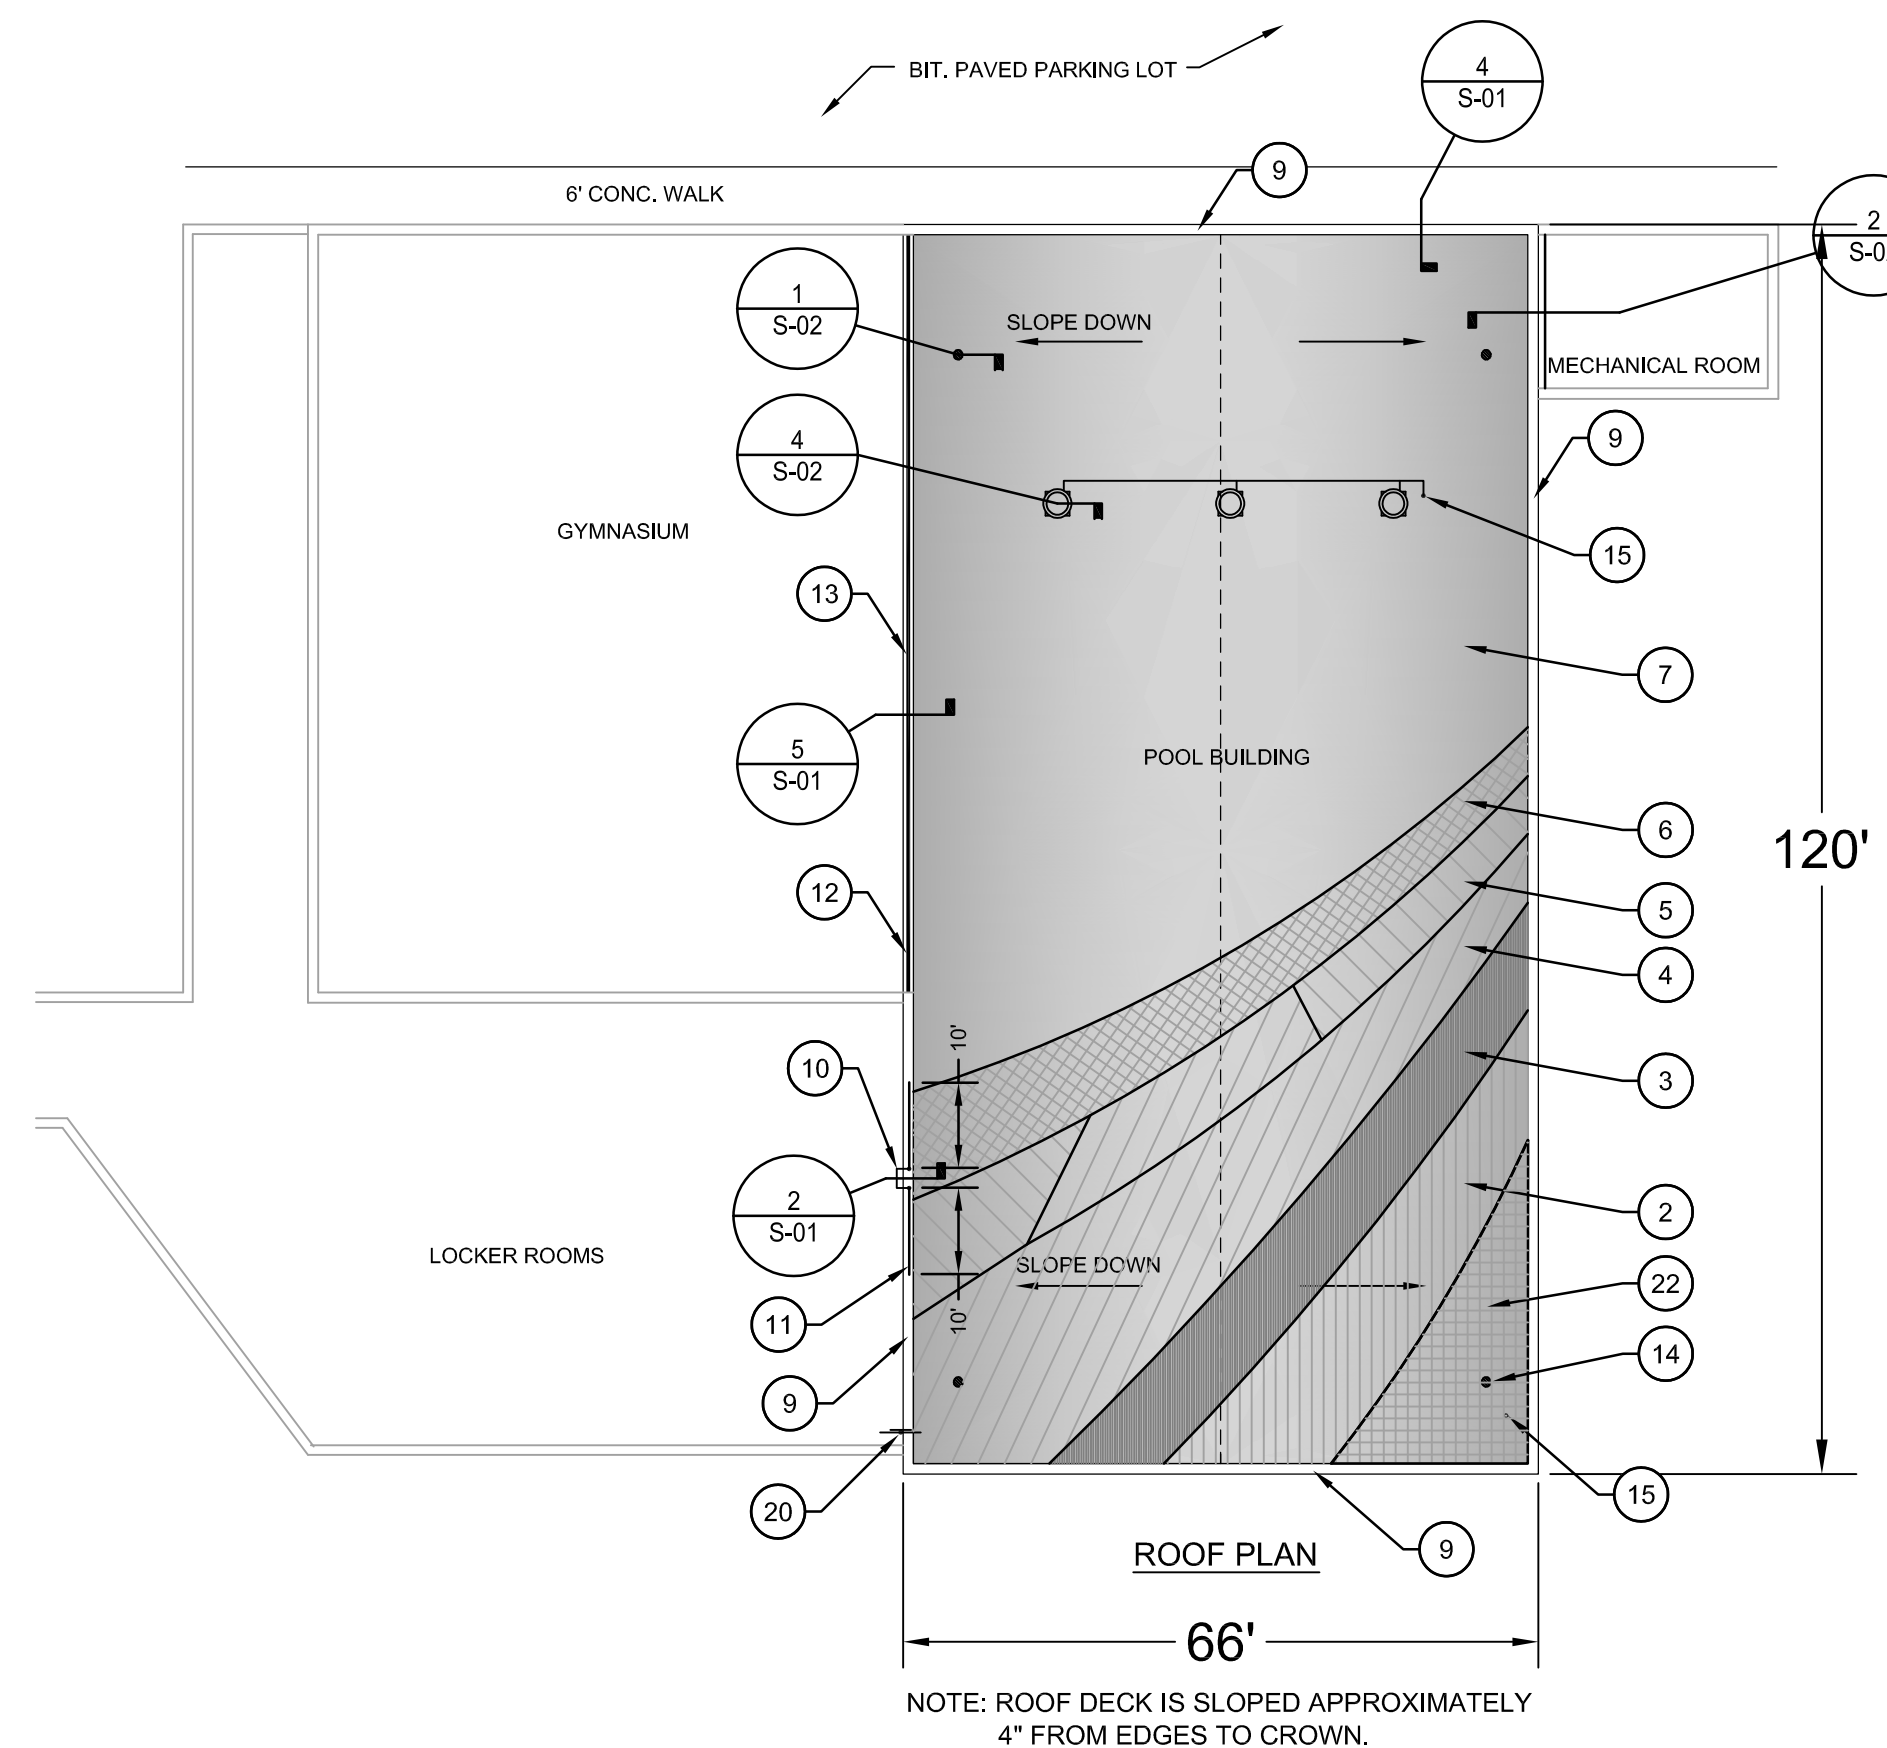 BIT. PAVED PARKING LOT
4
S-01
9
6' CONC. WALK
2
1
S-02
SLOPE DOWN
MECHANICAL ROOM
4
S-02
9
GYMNASIUM
15
13
7
5
S-01
POOL BUILDING
6
120'
12
5
4
10'
10
3
2
S-01
2
LOCKER ROOMS
SLOPE DOWN
22
10'
11
14
9
15
20
9
ROOF PLAN
66'
NOTE: ROOF DECK IS SLOPED APPROXIMATELY
4" FROM EDGES TO CROWN.